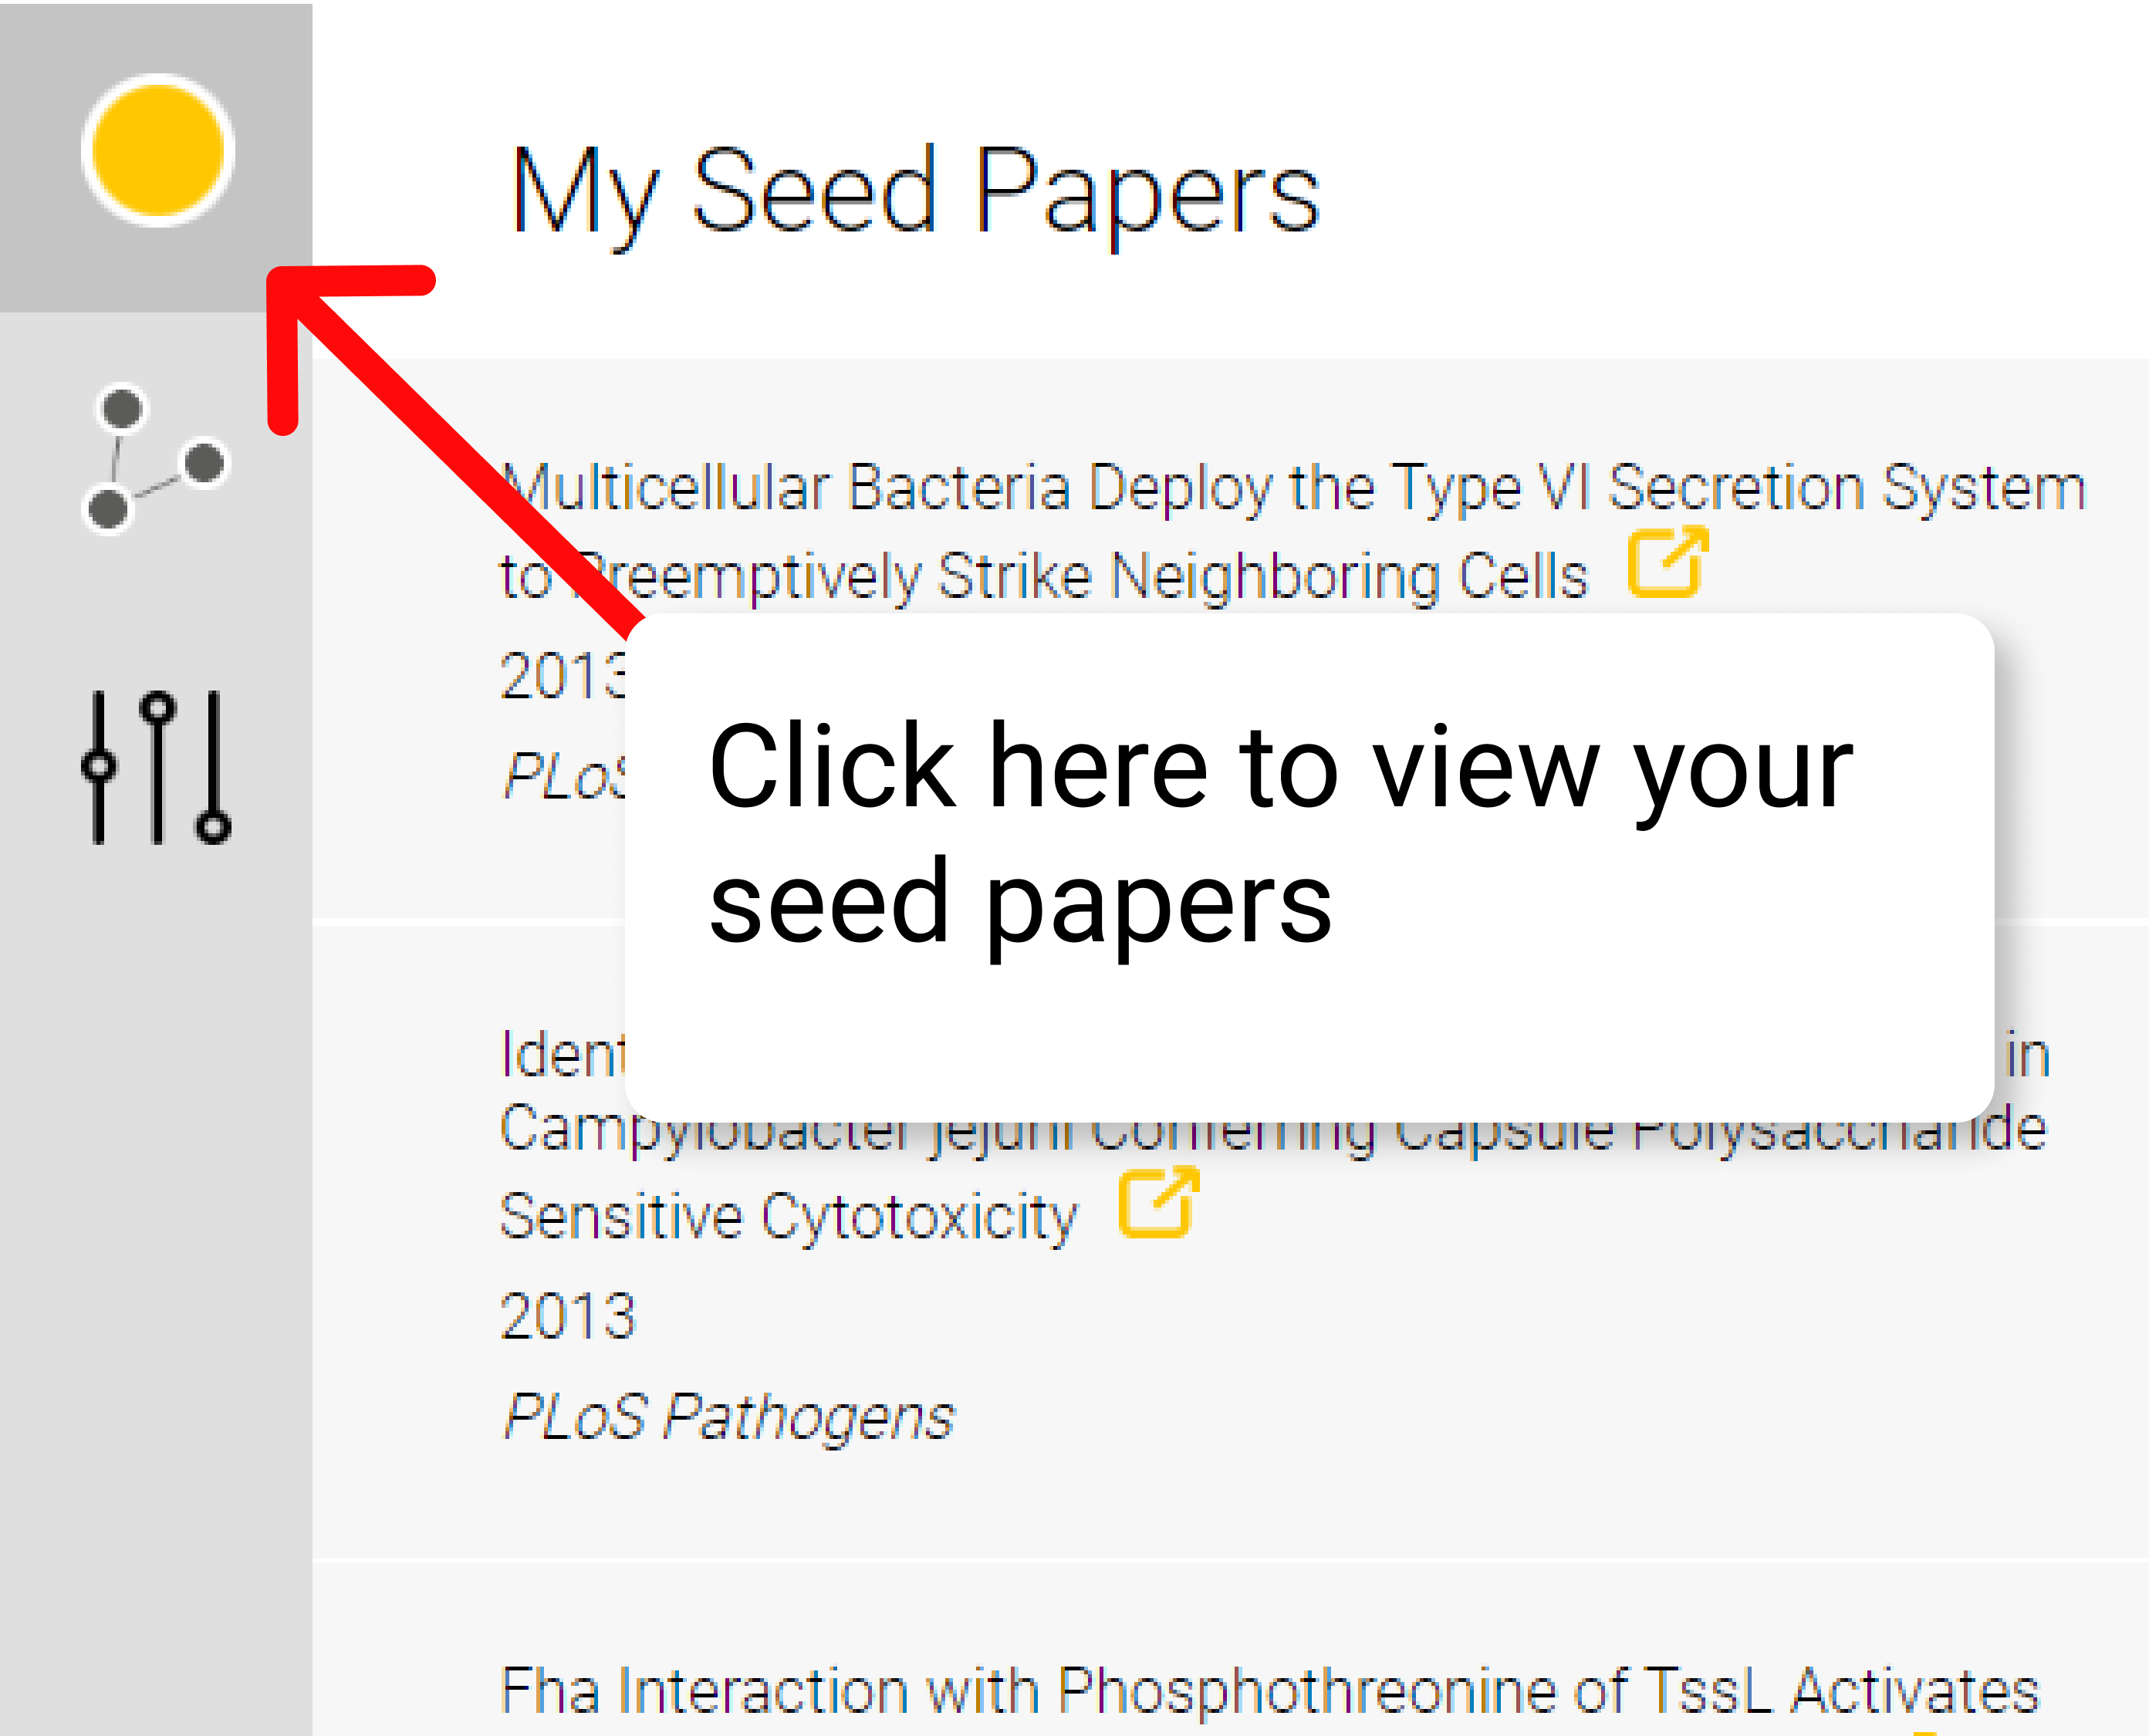 My Seed Papers
Multicellular Bacteria Deploy the Type VI Secretion System
to Preemptively Strike Neighboring Cells
2013
PLoS
Click here to view your
seed papers
in
Campylobacter jejuni Conferring Capsule Polysaccharide
Sensitive Cytotoxicity
2013
PLoS Pathogens
Fha Interaction with Phosphothreonine of TssL Activates